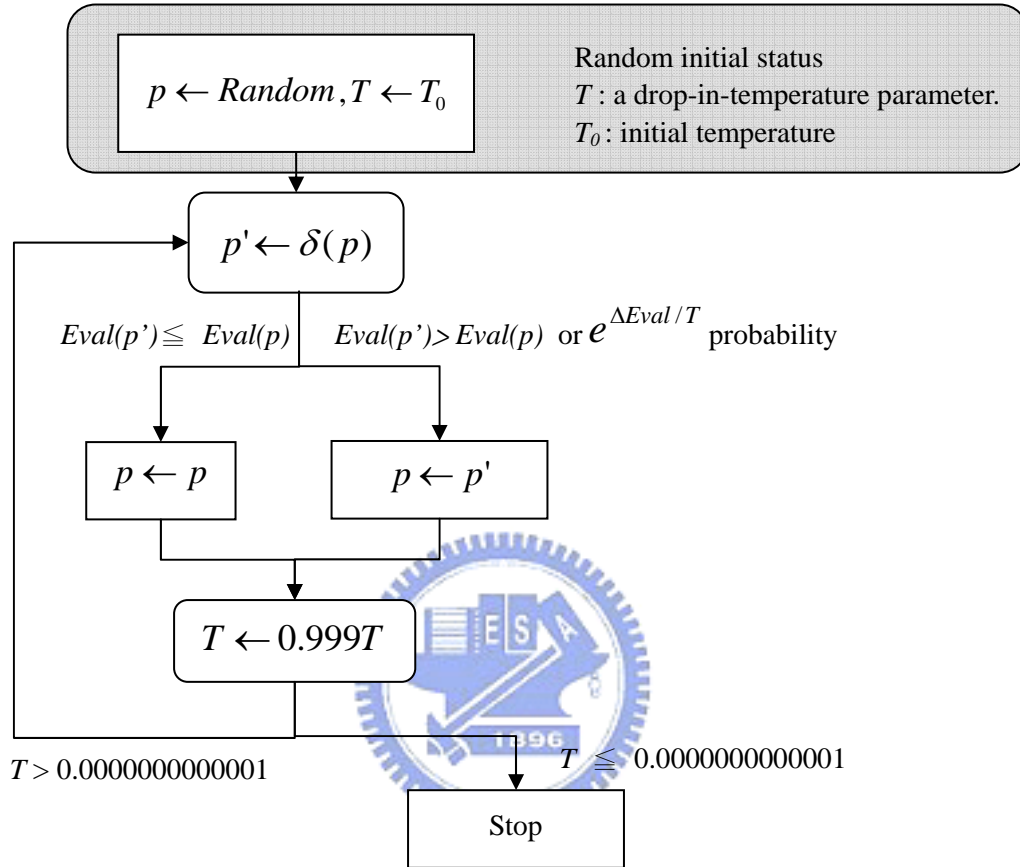 p ← Random, T ← T₀
Random initial status
T : a drop-in-temperature parameter.
T₀ : initial temperature
p' ← δ(p)
Eval(p’) ≦ Eval(p)
Eval(p’)> Eval(p) or e^{ΔEval / T} probability
p ← p
p ← p'
E S A
T ← 0.999T
1896
T > 0.0000000000001
T ≦ 0.0000000000001
Stop